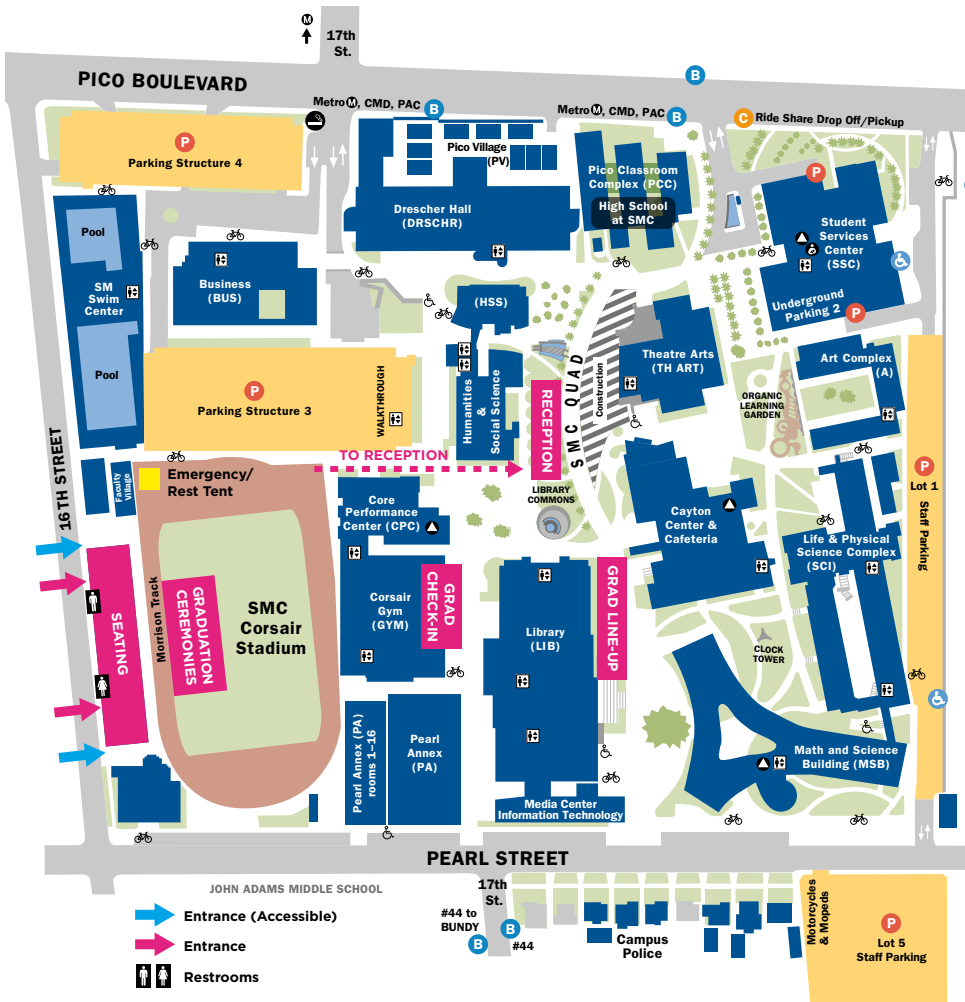 M
17th
St.
PICO BOULEVARD
B
Metro M, CMD, PAC B
Metro M, CMD, PAC B
C Ride Share Drop Off/Pickup
P
Parking Structure 4
Pico Village
(PV)
Pico Classroom
Complex (PCC)
High School
at SMC
P
Drescher Hall
(DRSCHR)
Student
Services
Center
(SSC)
Pool
SM
Swim
Center
Pool
Business
(BUS)
(HSS)
Underground
Parking 2
P
P
Parking Structure 3
WALKTHROUGH
Humanities
&
Social Science
RECEPTION
SMC QUAD
Construction
Theatre Arts
(TH ART)
Art Complex
(A)
ORGANIC
LEARNING
GARDEN
16TH STREET
Faculty
Village
Emergency/
Rest Tent
TO RECEPTION
LIBRARY
COMMONS
P
Lot 1
Staff Parking
Core
Performance
Center (CPC)
Cayton
Center &
Cafeteria
Life & Physical
Science Complex
(SCI)
SEATING
Morrison Track
GRADUATION
CEREMONIES
SMC
Corsair
Stadium
Corsair
Gym
(GYM)
GRAD
CHECK-IN
Library
(LIB)
GRAD LINE-UP
CLOCK
TOWER
Pearl Annex (PA)
rooms 1–16
Pearl
Annex
(PA)
Math and Science
Building (MSB)
Media Center
Information Technology
PEARL STREET
JOHN ADAMS MIDDLE SCHOOL
17th
St.
#44 to
BUNDY
B
B
#44
Campus
Police
Motorcycles
& Mopeds
P
Lot 5
Staff Parking
Entrance (Accessible)
Entrance
Restrooms